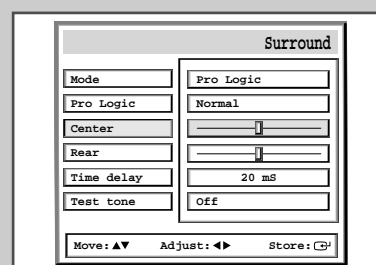 Surround
Mode Pro Logic
Pro Logic Normal
Center
Rear
Time delay 20 mS
Test tone Off
Move:▲▼ Adjust:◀▶ Store: